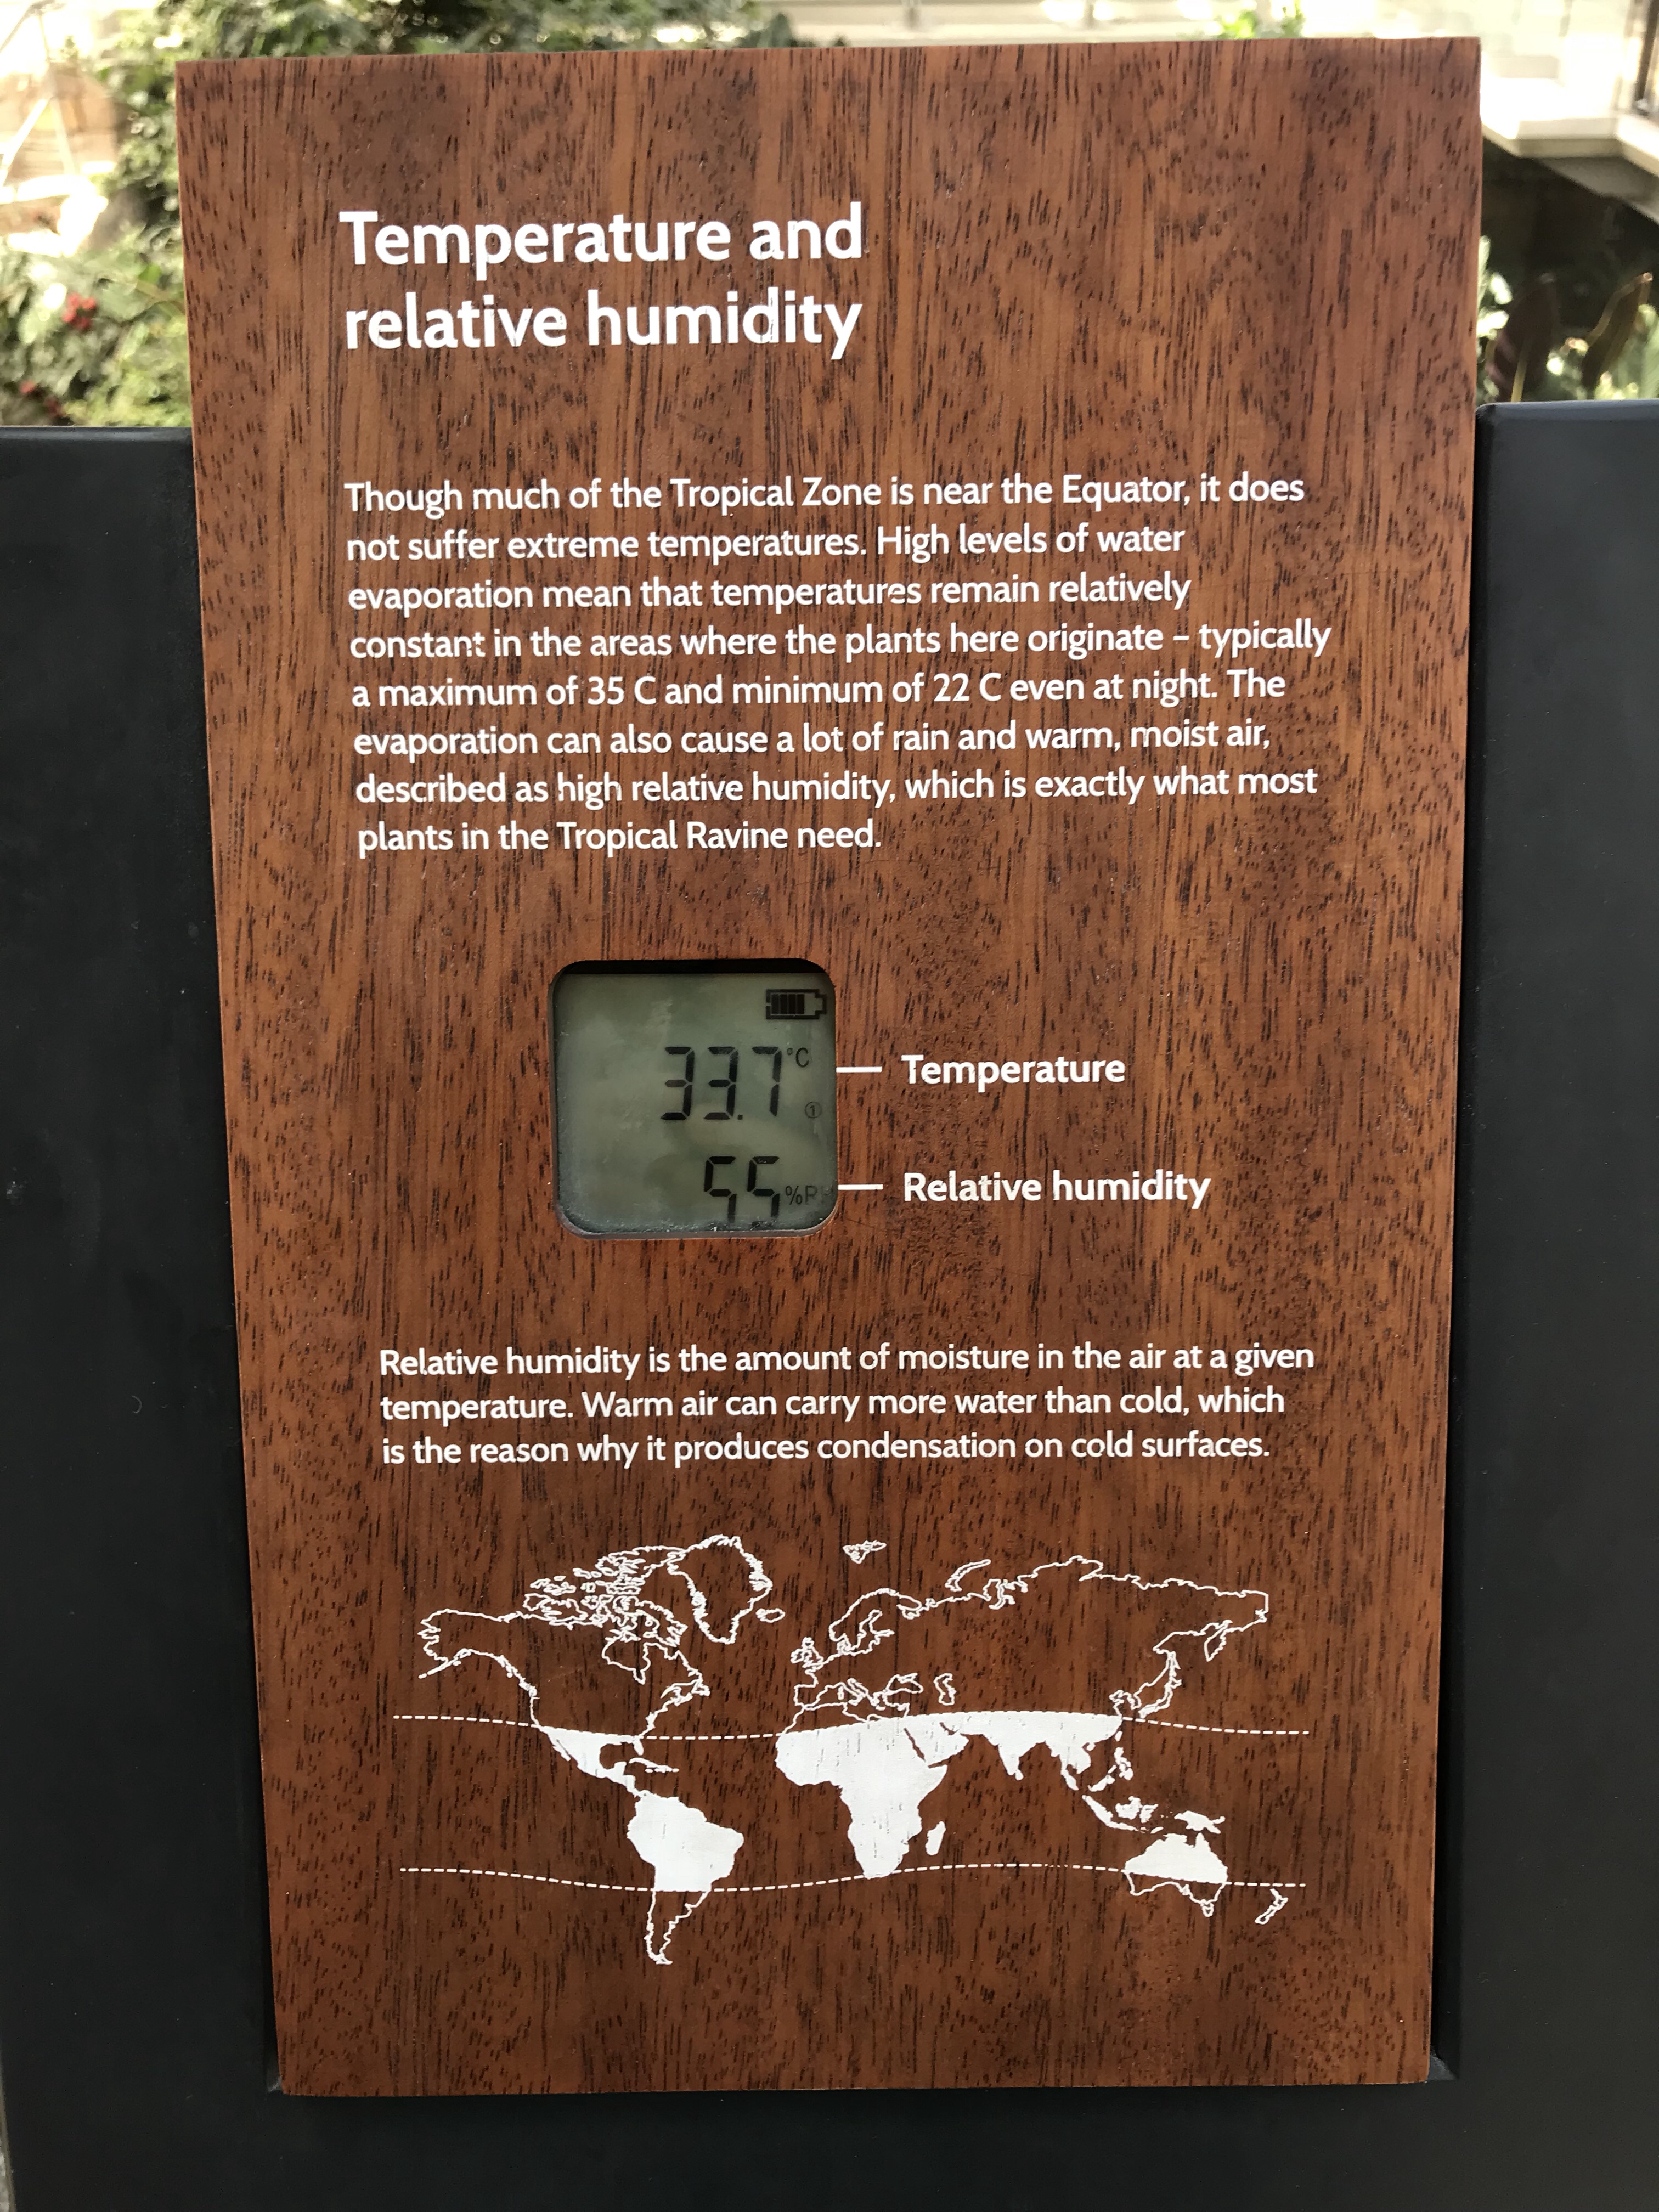 Temperature and
relative humidity
Though much of the Tropical Zone is near the Equator, it does
not suffer extreme temperatures. High levels of water
evaporation mean that temperatures remain relatively
constant in the areas where the plants here originate – typically
a maximum of 35 C and minimum of 22 C even at night. The
evaporation can also cause a lot of rain and warm, moist air,
described as high relative humidity, which is exactly what most
plants in the Tropical Ravine need.
33.7 °C
Temperature
①
55 %RH
Relative humidity
Relative humidity is the amount of moisture in the air at a given
temperature. Warm air can carry more water than cold, which
is the reason why it produces condensation on cold surfaces.